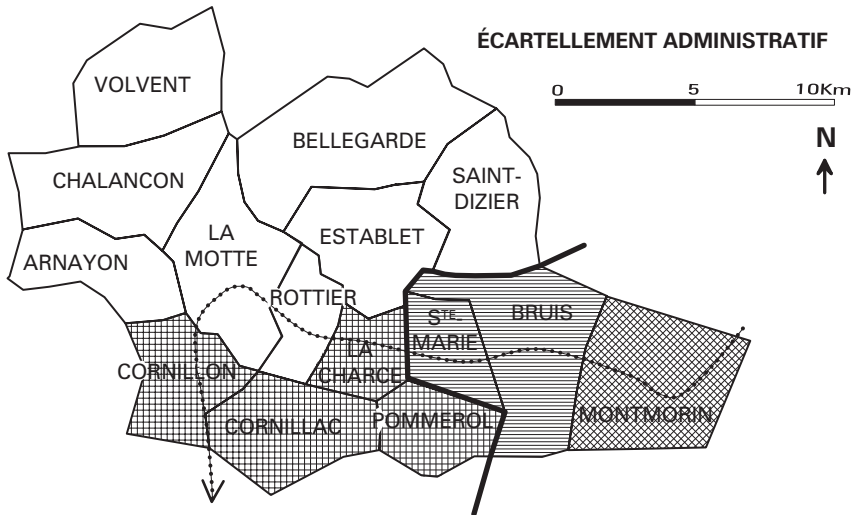 ÉCARTELLEMENT ADMINISTRATIF
0 5 10Km
N
VOLVENT
BELLEGARDE
CHALANCON
SAINT-
DIZIER
LA
MOTTE
ESTABLET
ARNAYON
ROTTIER
STE-
MARIE
BRUIS
LA
CHARCE
CORNILLON
CORNILLAC
POMMEROL
MONTMORIN